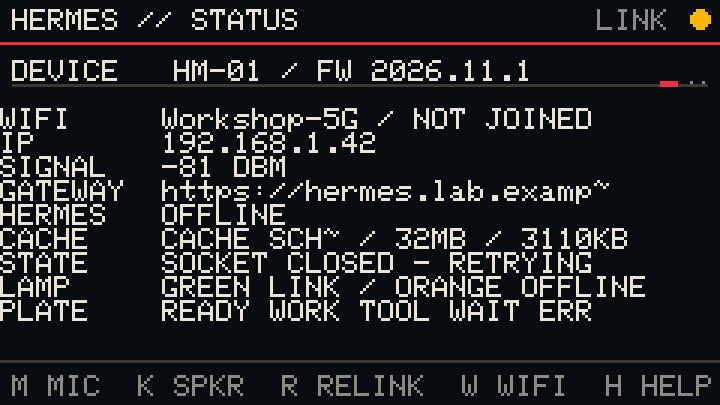 HERMES // STATUS LINK
DEVICE HM-01 / FW 2026.11.1
WIFI Workshop-5G / NOT JOINED
IP 192.168.1.42
SIGNAL -81 DBM
GATEWAY https://hermes.lab.examp~
HERMES OFFLINE
CACHE CACHE SCH~ / 32MB / 3110KB
STATE SOCKET CLOSED - RETRYING
LAMP GREEN LINK / ORANGE OFFLINE
PLATE READY WORK TOOL WAIT ERR
M MIC K SPKR R RELINK W WIFI H HELP